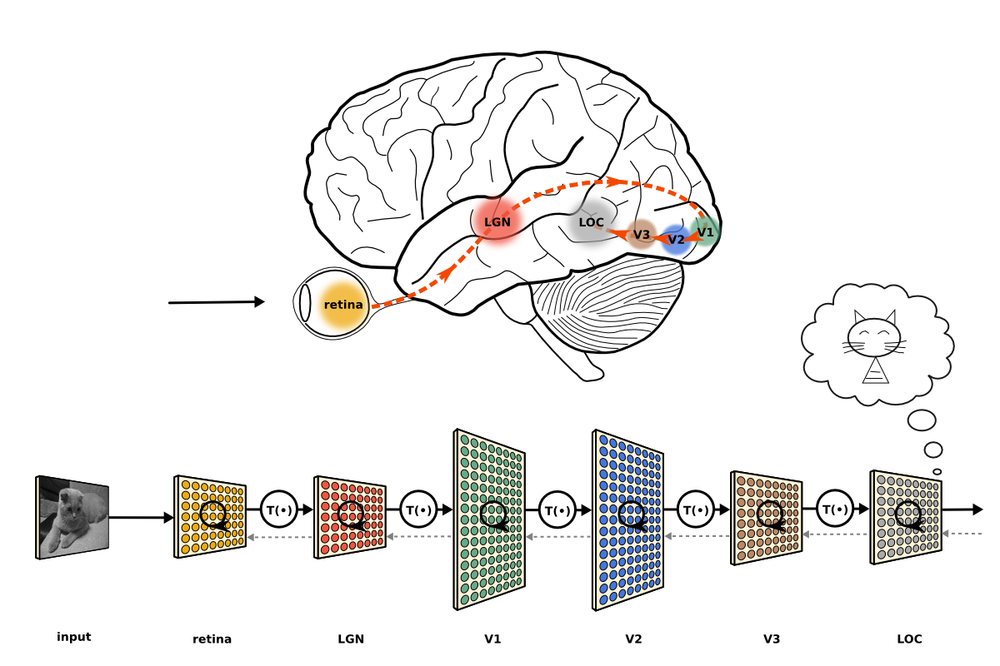 LGN
LOC
V3
V2
V1
retina
T(•)
T(•)
T(•)
T(•)
T(•)
input
retina
LGN
V1
V2
V3
LOC